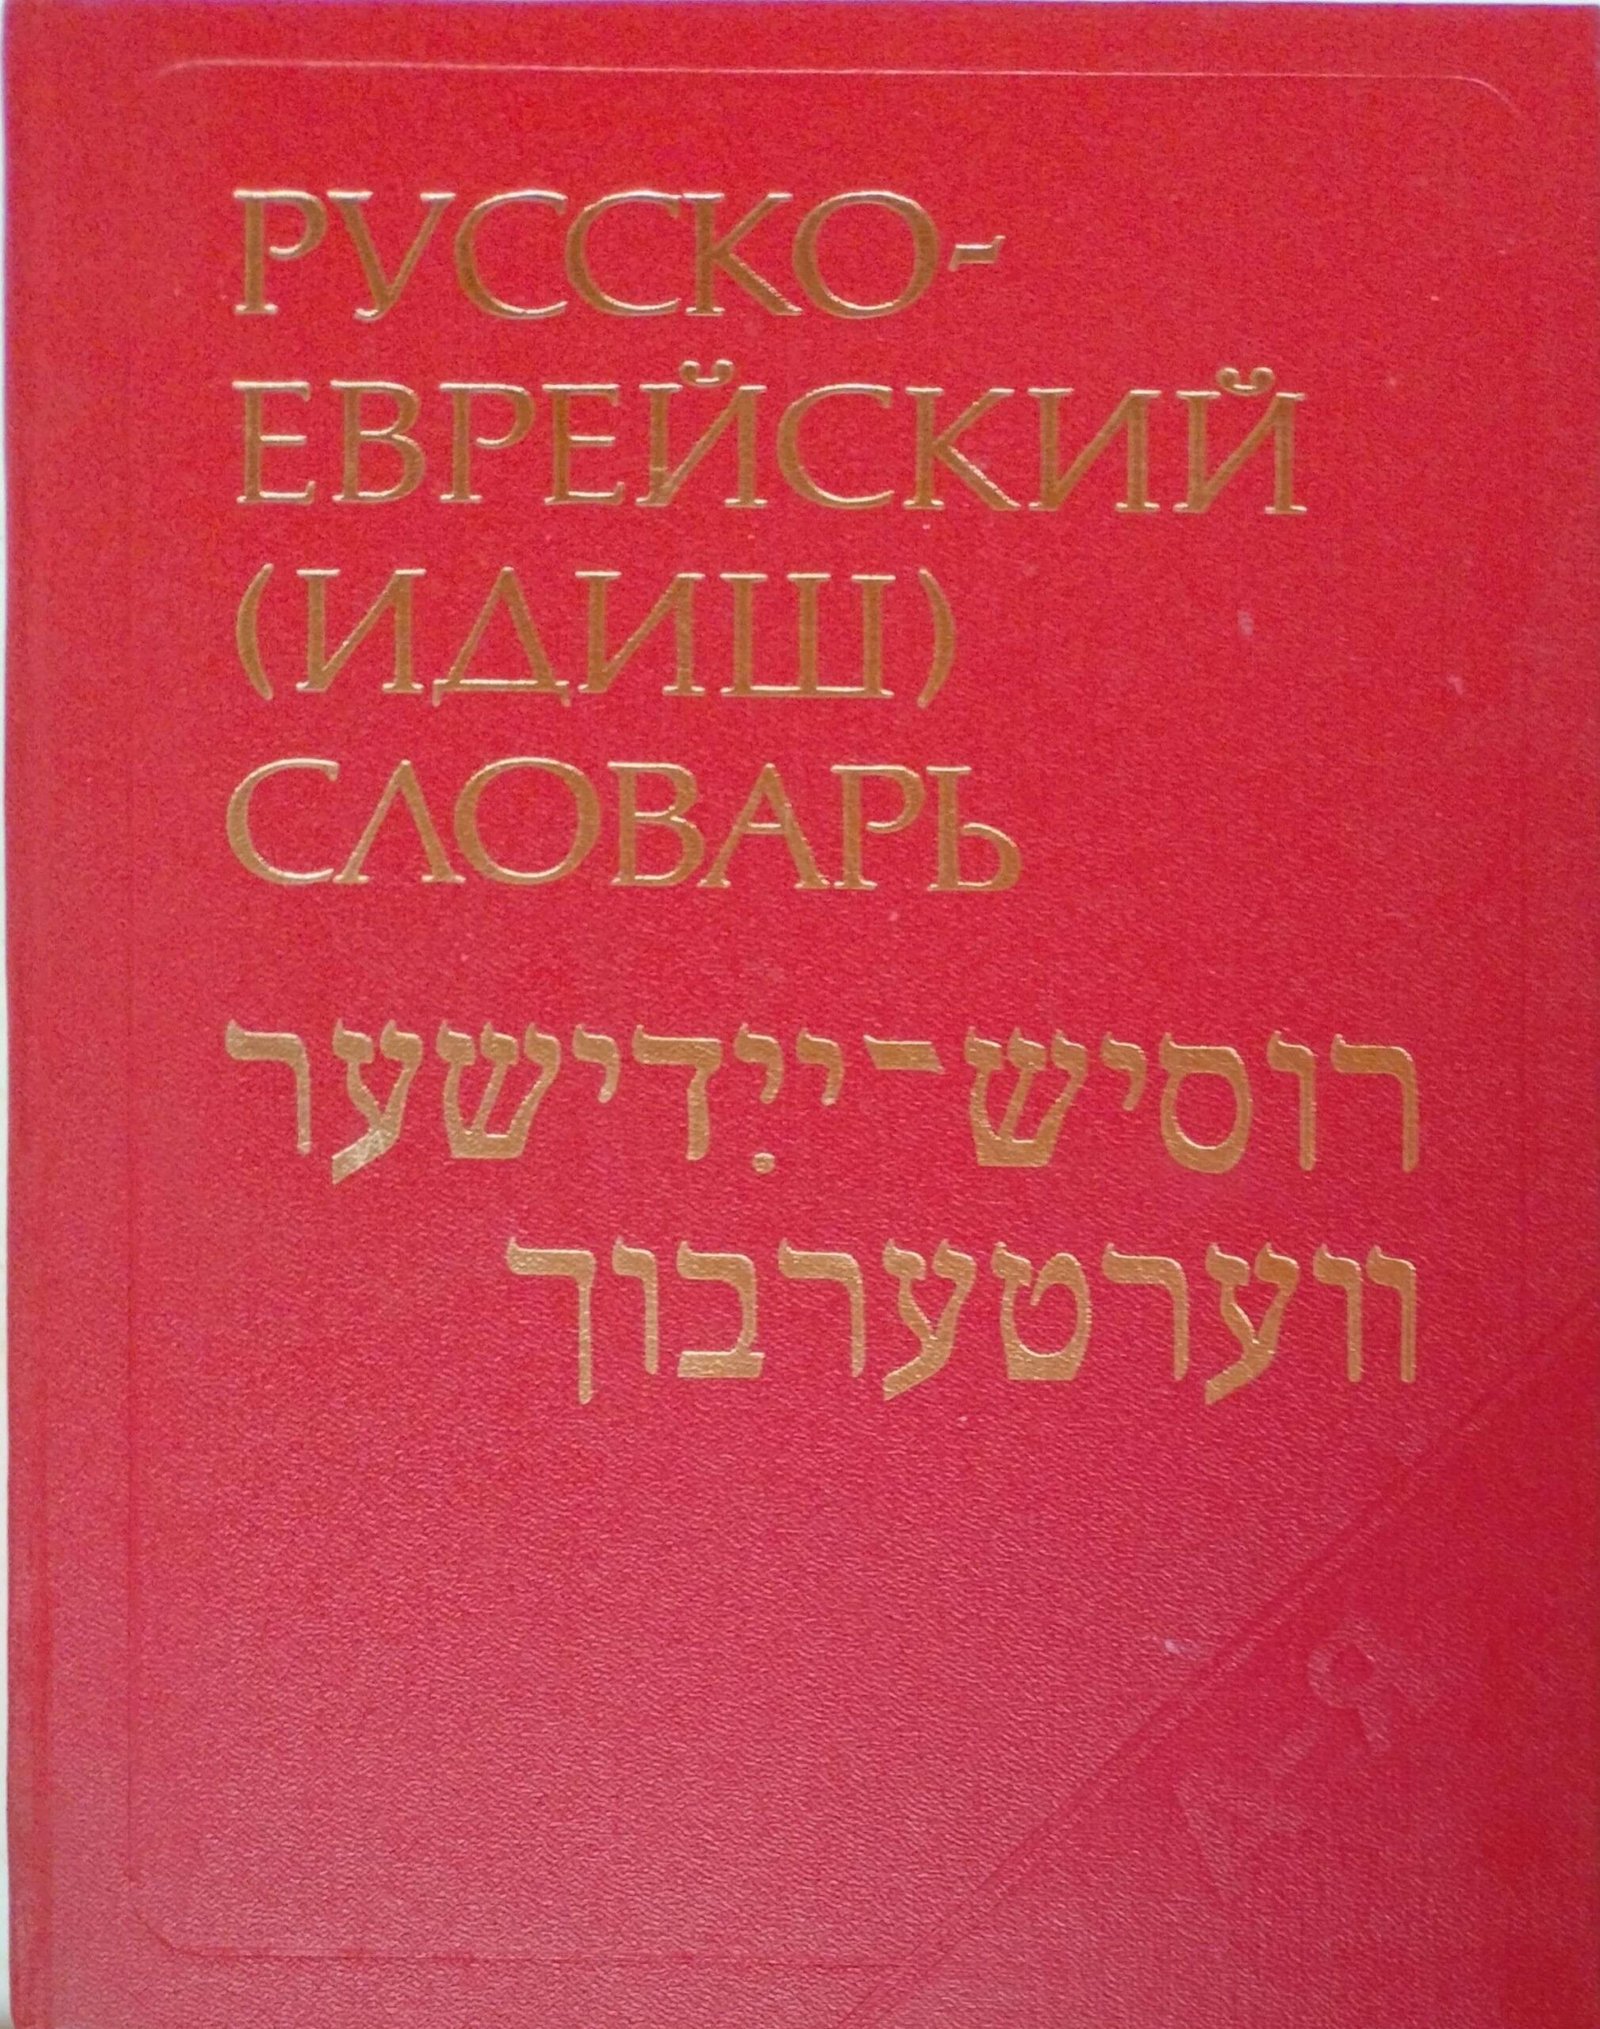 РУССКО-
ЕВРЕЙСКИЙ
(ИДИШ)
СЛОВАРЬ
רוסיש-ייִדישער
ווערטערבוך
А-Я